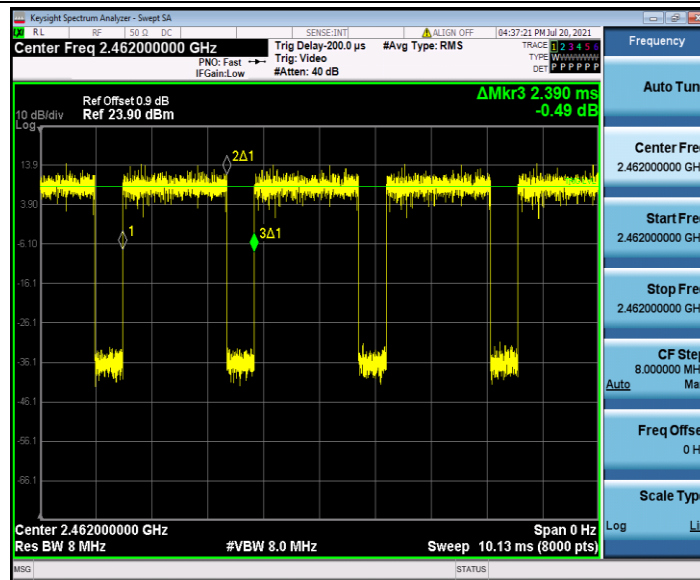 Keysight Spectrum Analyzer - Swept SA
RL RF 50 Ω DC SENSE:INT ALIGN OFF 04:37:21 PM Jul 20, 2021
Center Freq 2.462000000 GHz
PNO: Fast
IFGain:Low
Trig Delay-200.0 µs
Trig: Video
#Atten: 40 dB
#Avg Type: RMS
TRACE 1 2 3 4 5 6
TYPE WWWWWW
DET P P P P P P
ΔMkr3 2.390 ms
-0.49 dB
Ref Offset 0.9 dB
10 dB/div Ref 23.90 dBm
Log
13.9
3.90
-6.10
-16.1
-26.1
-36.1
-46.1
-56.1
-66.1
2Δ1
1
3Δ1
Center 2.462000000 GHz Span 0 Hz
Res BW 8 MHz #VBW 8.0 MHz Sweep 10.13 ms (8000 pts)
MSG STATUS
Frequency
Auto Tun
Center Fre
2.462000000 GH
Start Fre
2.462000000 GH
Stop Fre
2.462000000 GH
CF Ste
8.000000 MH
Auto Ma
Freq Offse
0 H
Scale Typ
Log Li